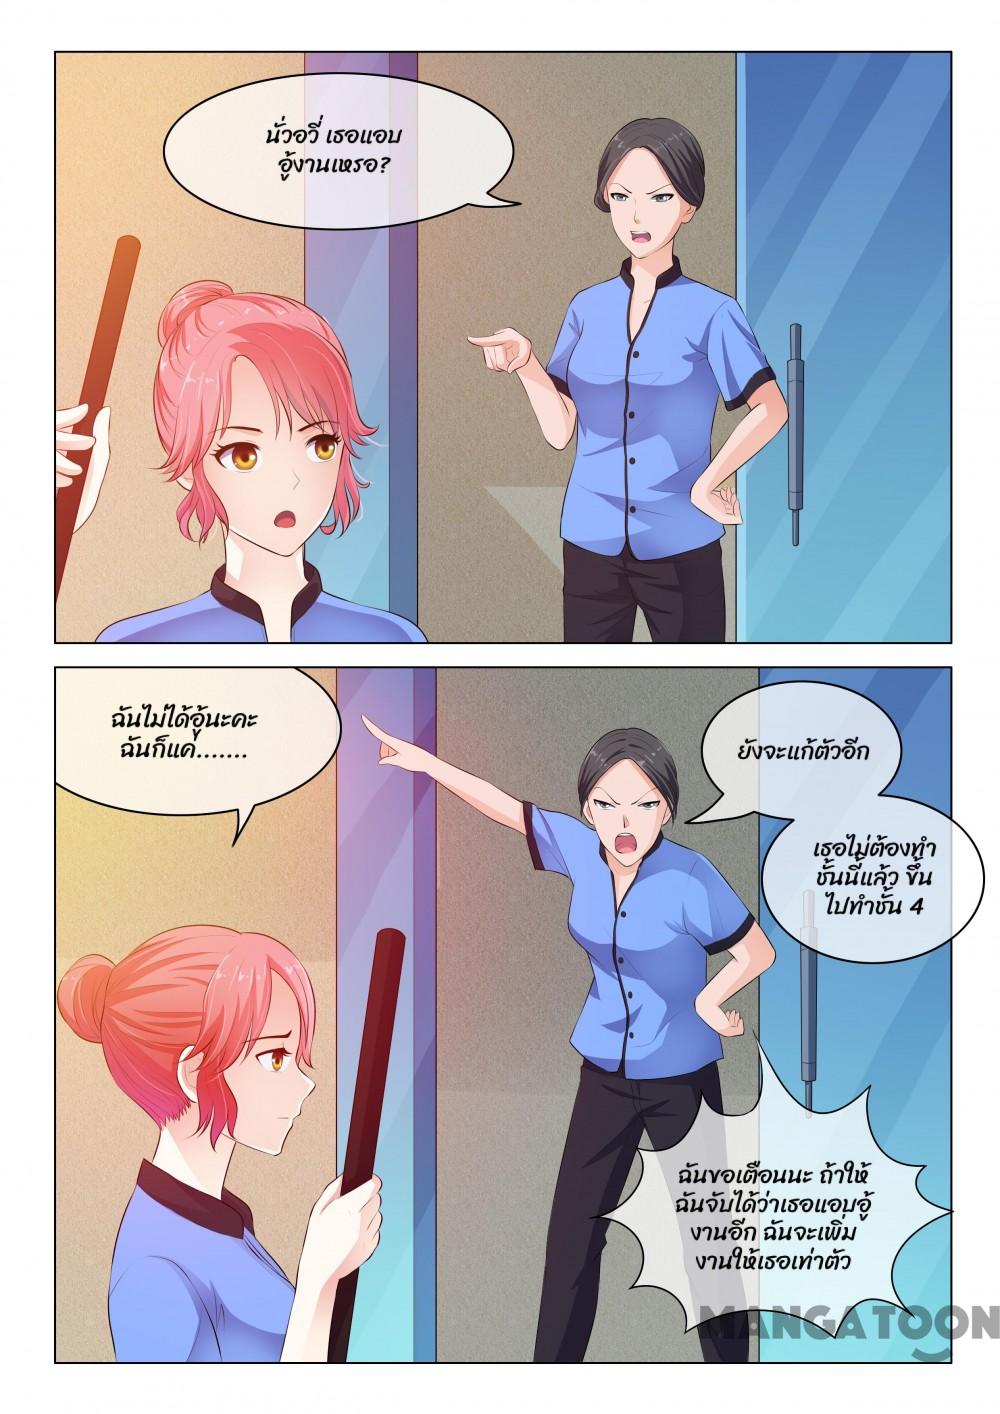 นั่วอวี่ เธอแอบ
อู้งานเหรอ?
ฉันไม่ได้อู้นะคะ
ฉันก็แค่.......
ยังจะแก้ตัวอีก
เธอไม่ต้องทำ
ชั้นนี้แล้ว ขึ้น
ไปทำชั้น 4
ฉันขอเตือนนะ ถ้าให้
ฉันจับได้ว่าเธอแอบอู้
งานอีก ฉันจะเพิ่ม
งานให้เธอเท่าตัว
MANGATOON